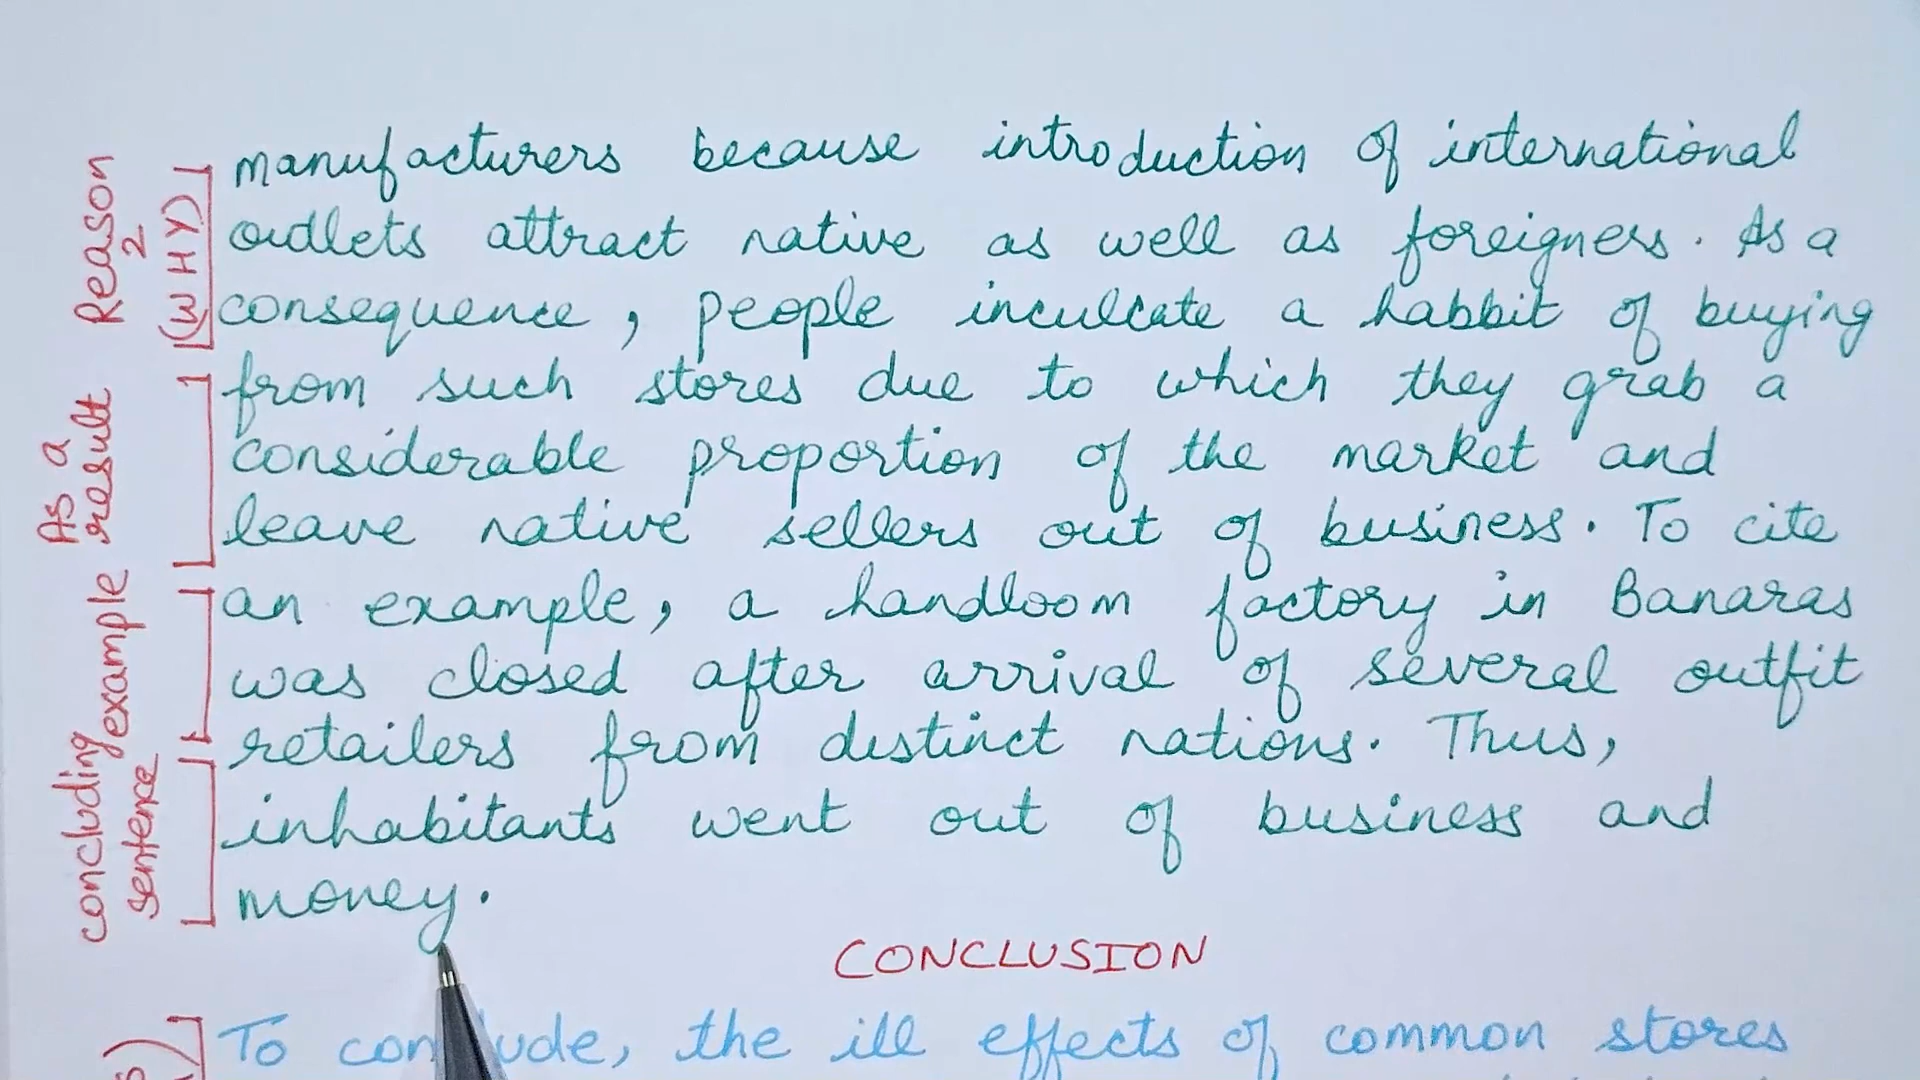 Reason
2
(WHY)
manufacturers because introduction of international
oudlets attract native as well as foreigners. As a
consequence, people inculcate a habbit of buying
As a
result
from such stores due to which they grab a
considerable proportion of the market and
leave native sellers out of business. To cite
example
an example, a handloom factory in Banaras
was closed after arrival of several outfit
retailers from distinct nations. Thus,
concluding
sentence
inhabitants went out of business and
money.
CONCLUSION
To conclude, the ill effects of common stores